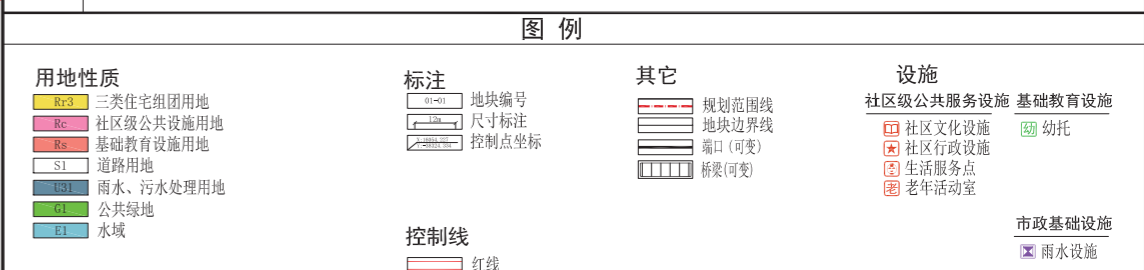 图 例
用地性质
Rr3 三类住宅组团用地
Rc 社区级公共设施用地
Rs 基础教育设施用地
S1 道路用地
U31 雨水、污水处理用地
G1 公共绿地
E1 水域
标注
01-01 地块编号
12m 尺寸标注
控制点坐标
控制线
红线
其它
规划范围线
地块边界线
端口(可变)
桥梁(可变)
设施
社区级公共服务设施
社区文化设施
社区行政设施
生活服务点
老 老年活动室
基础教育设施
幼 幼托
市政基础设施
雨水设施